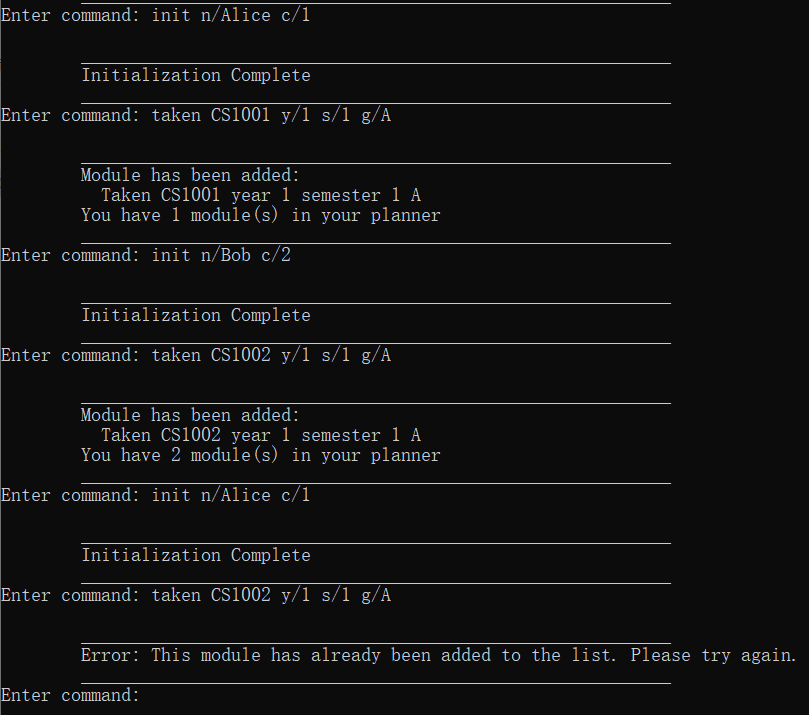 Enter command: init n/Alice c/1
Initialization Complete
Enter command: taken CS1001 y/1 s/1 g/A
Module has been added:
Taken CS1001 year 1 semester 1 A
You have 1 module(s) in your planner
Enter command: init n/Bob c/2
Initialization Complete
Enter command: taken CS1002 y/1 s/1 g/A
Module has been added:
Taken CS1002 year 1 semester 1 A
You have 2 module(s) in your planner
Enter command: init n/Alice c/1
Initialization Complete
Enter command: taken CS1002 y/1 s/1 g/A
Error: This module has already been added to the list. Please try again.
Enter command: